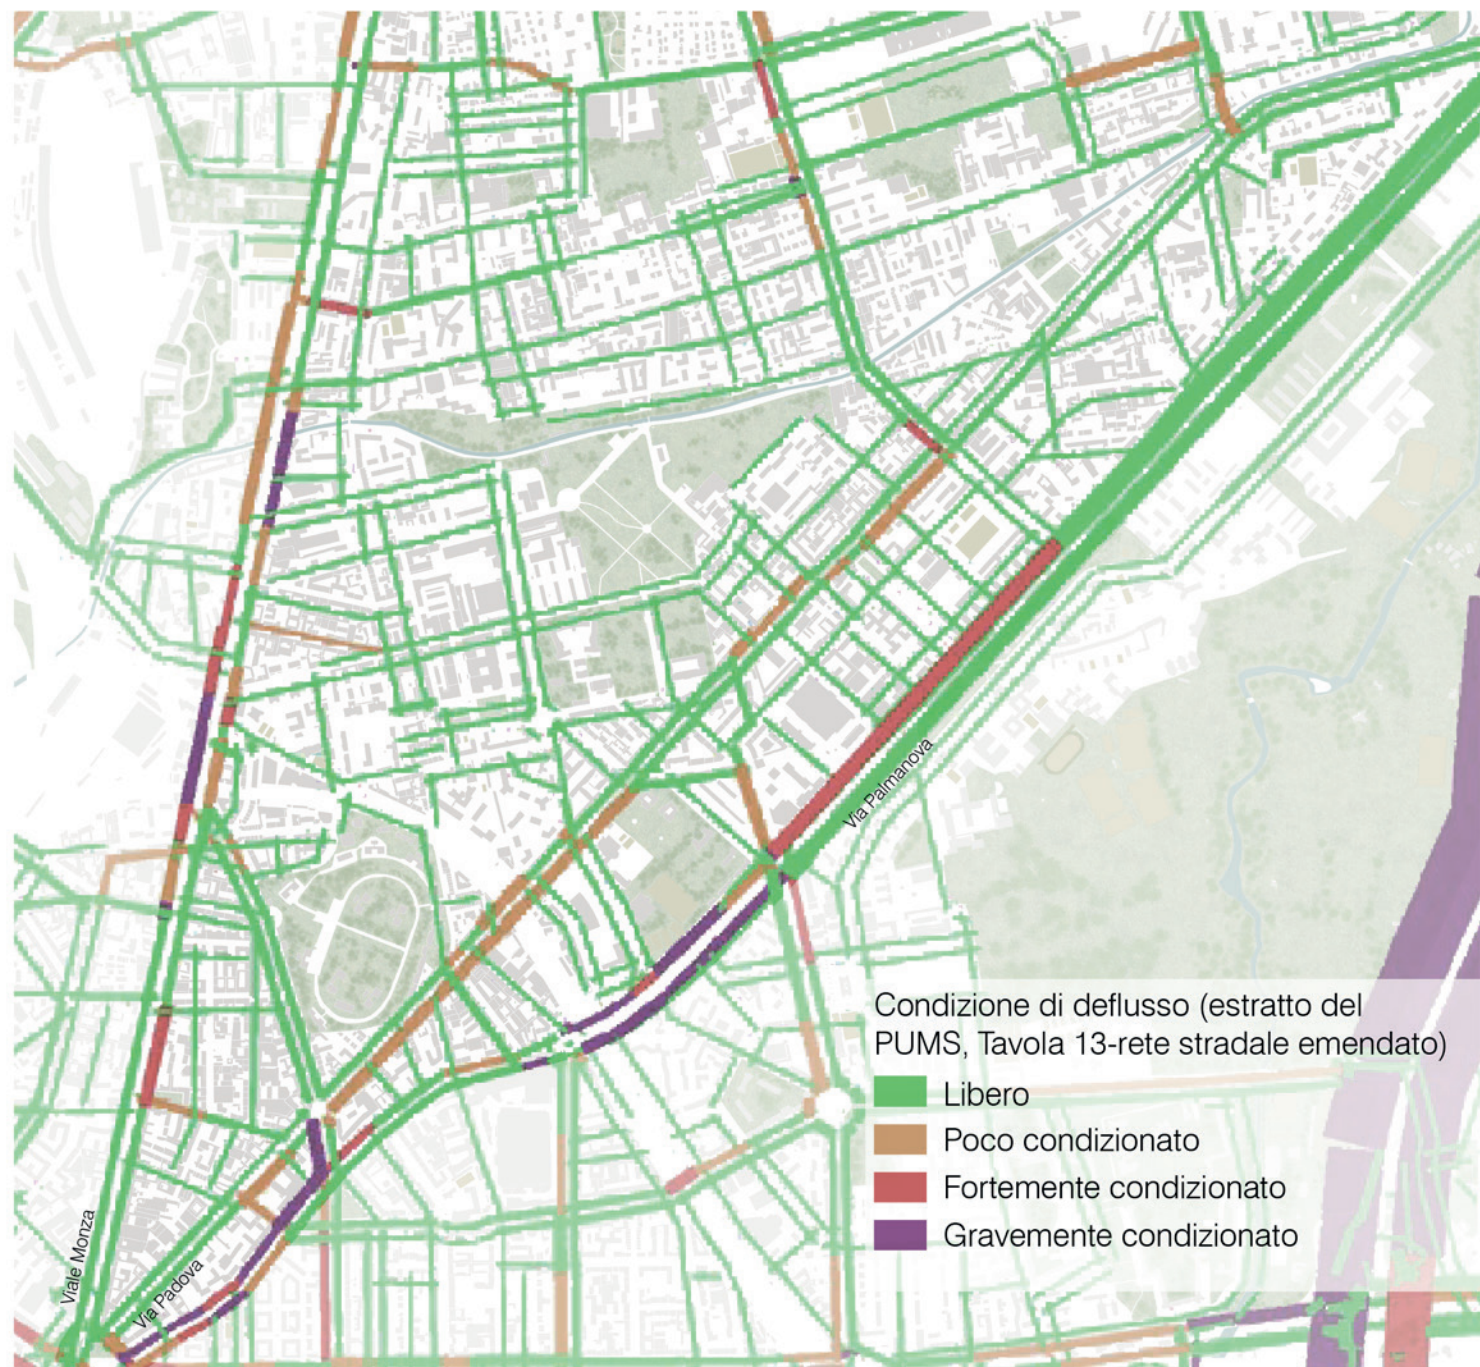 Via Palmanova
Condizione di deflusso (estratto del
PUMS, Tavola 13-rete stradale emendato)
Libero
Poco condizionato
Fortemente condizionato
Gravemente condizionato
Viale Monza
Via Padova